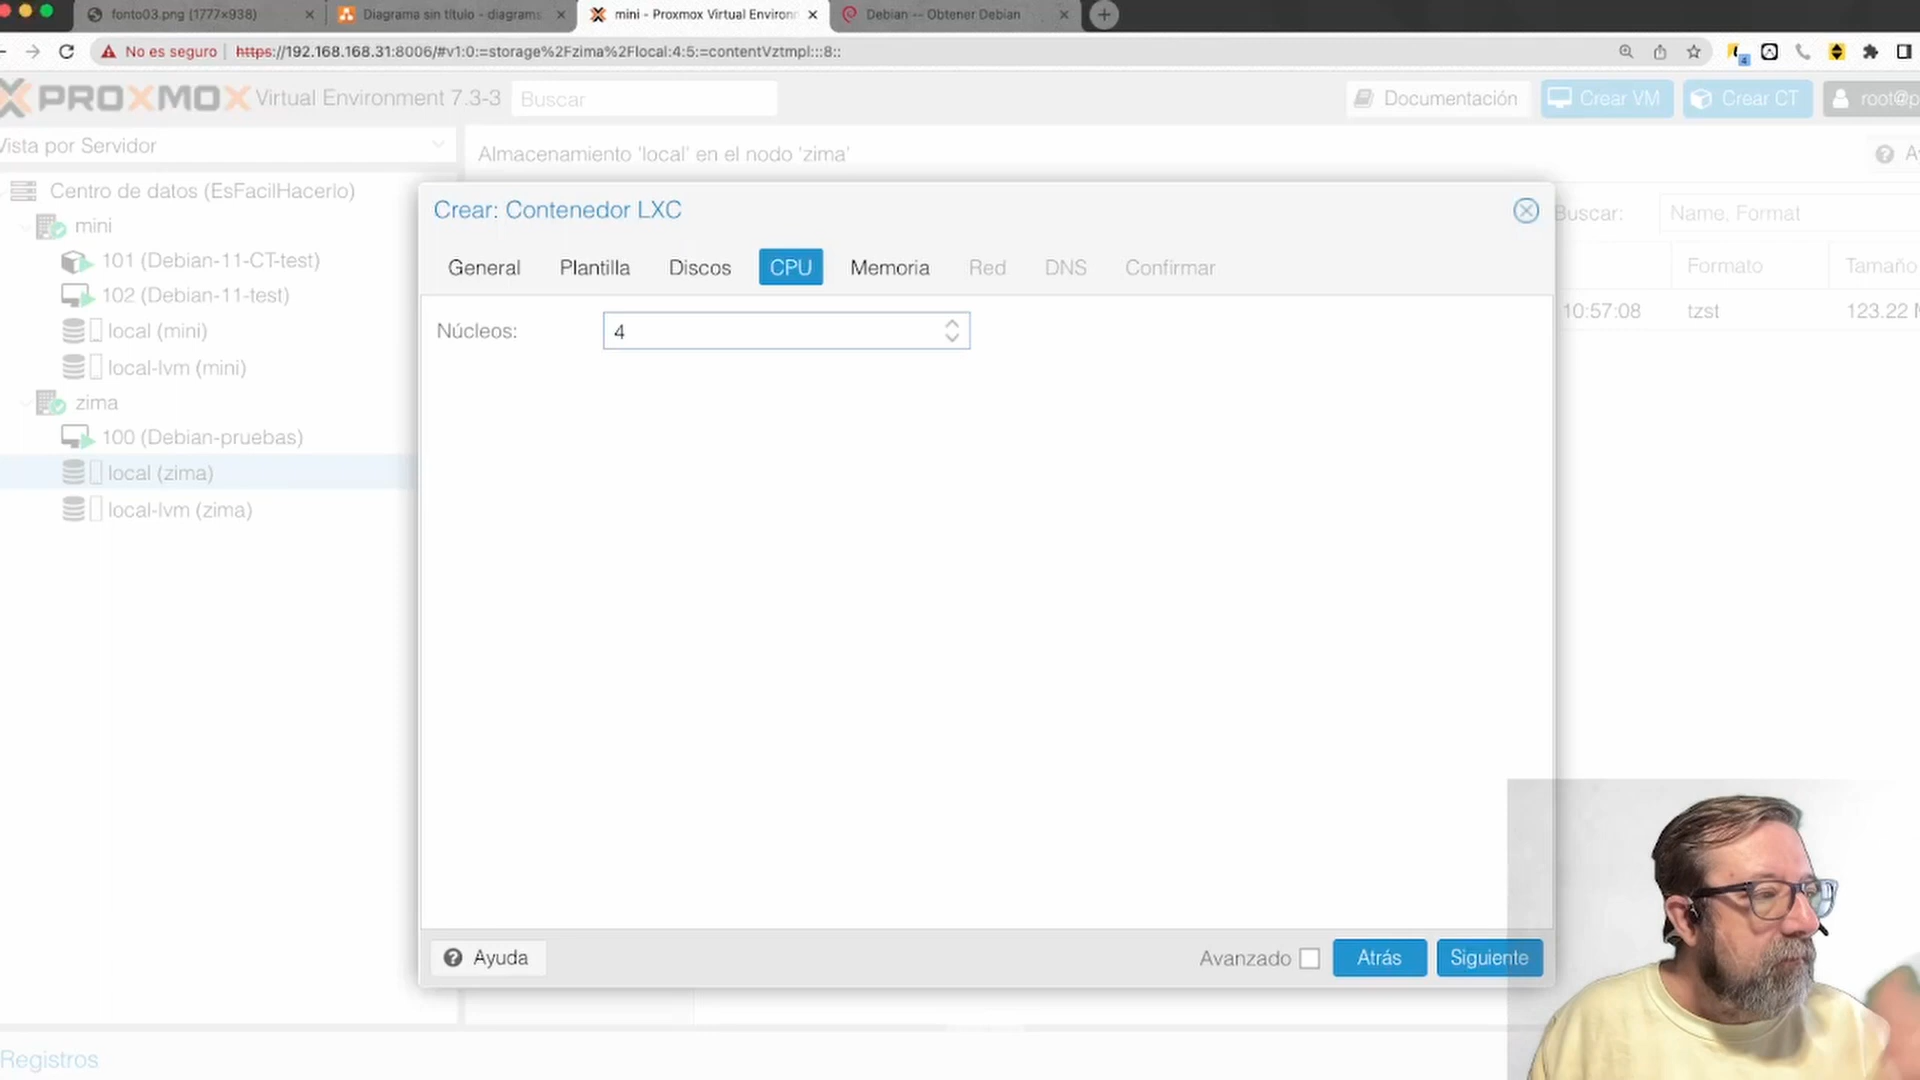 fonto03.png (1777×938)
Diagrama sin título - diagrams.
mini - Proxmox Virtual Environ
Debian -- Obtener Debian
No es seguro
https://192.168.168.31:8006/#v1:0:=storage%2Fzima%2Flocal:4:5:=contentVztmpl:::8::
4
PROXMOX Virtual Environment 7.3-3
Buscar
Documentación
Crear VM
Crear CT
root@p
Vista por Servidor
Almacenamiento 'local' en el nodo 'zima'
Centro de datos (EsFacilHacerlo)
mini
101 (Debian-11-CT-test)
102 (Debian-11-test)
local (mini)
local-lvm (mini)
zima
100 (Debian-pruebas)
local (zima)
local-lvm (zima)
Buscar:
Name, Format
Formato
Tamaño
10:57:08
tzst
123.22 M
Crear: Contenedor LXC
General
Plantilla
Discos
CPU
Memoria
Red
DNS
Confirmar
Núcleos:
4
Ayuda
Avanzado
Atrás
Siguiente
Registros